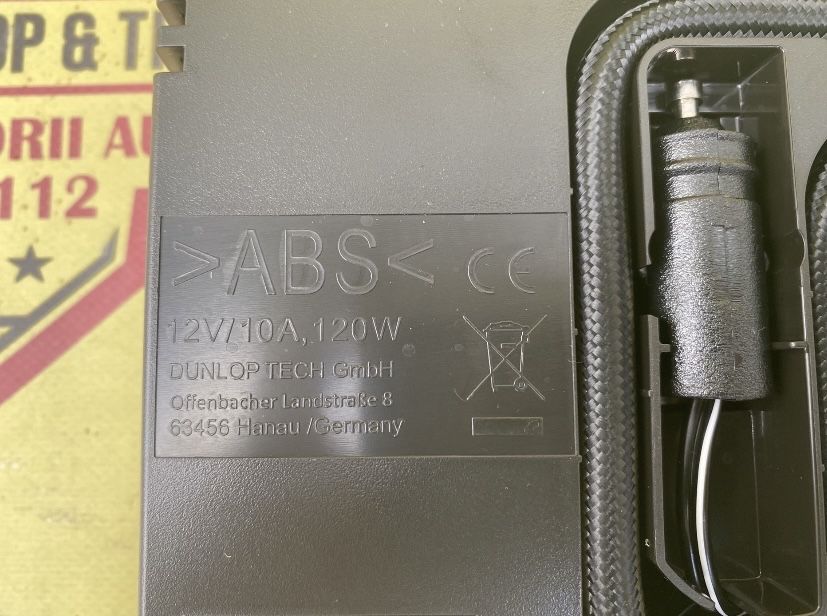 OP & T
ORII AU
112
>ABS< CE
12V/10A, 120W
DUNLOP TECH GmbH
Offenbacher Landstraße 8
63456 Hanau /Germany